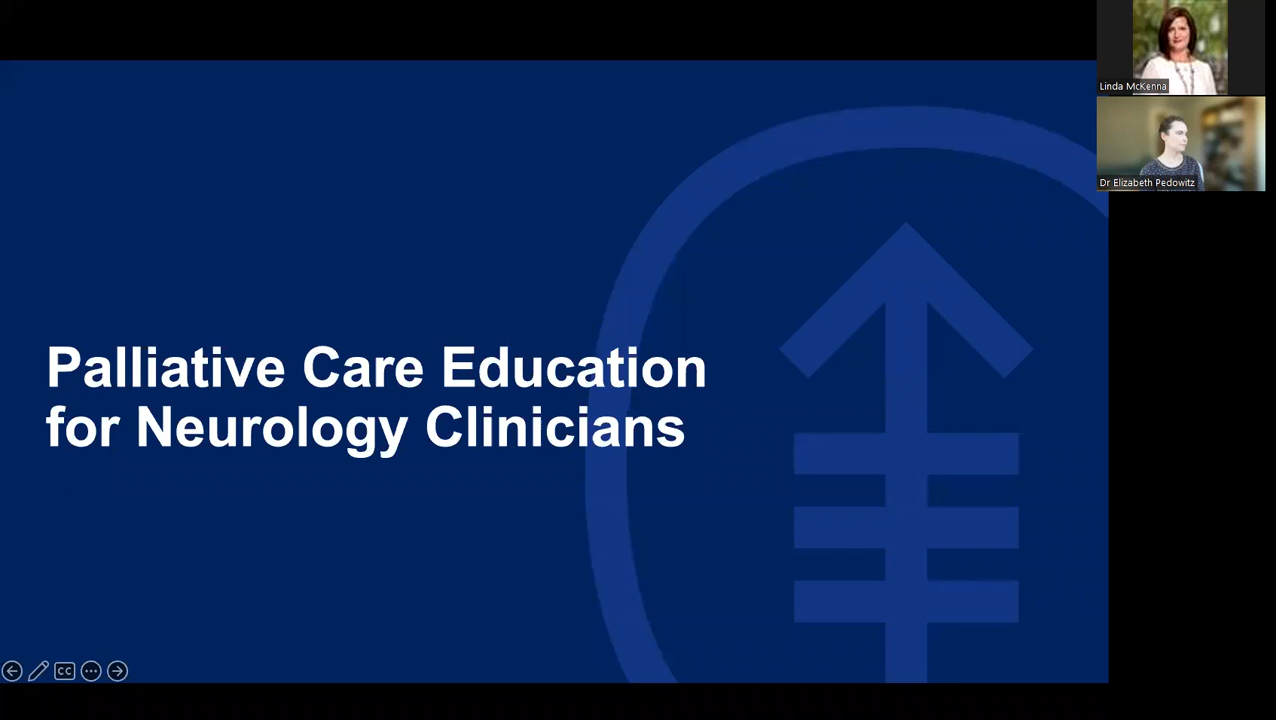 Linda McKenna
Dr Elizabeth Pedowitz
Palliative Care Education
for Neurology Clinicians
CC